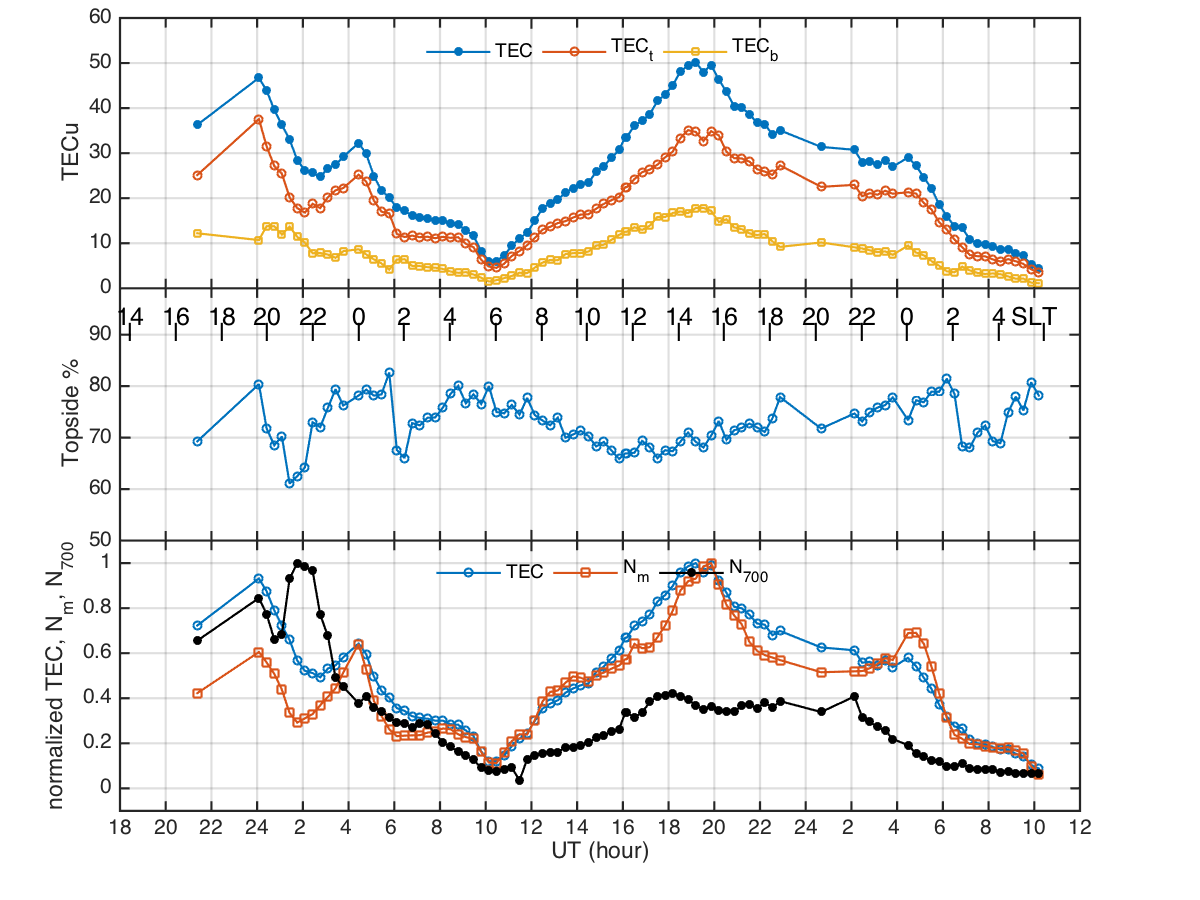 60
50
40
30
20
10
0
TECu
TEC TECt TECb
14 16 18 20 22 0 2 4 6 8 10 12 14 16 18 20 22 0 2 4 SLT
90
80
70
60
50
Topside %
1
0.8
0.6
0.4
0.2
0
normalized TEC, Nm, N700
TEC Nm N700
18 20 22 24 2 4 6 8 10 12 14 16 18 20 22 24 2 4 6 8 10 12
UT (hour)